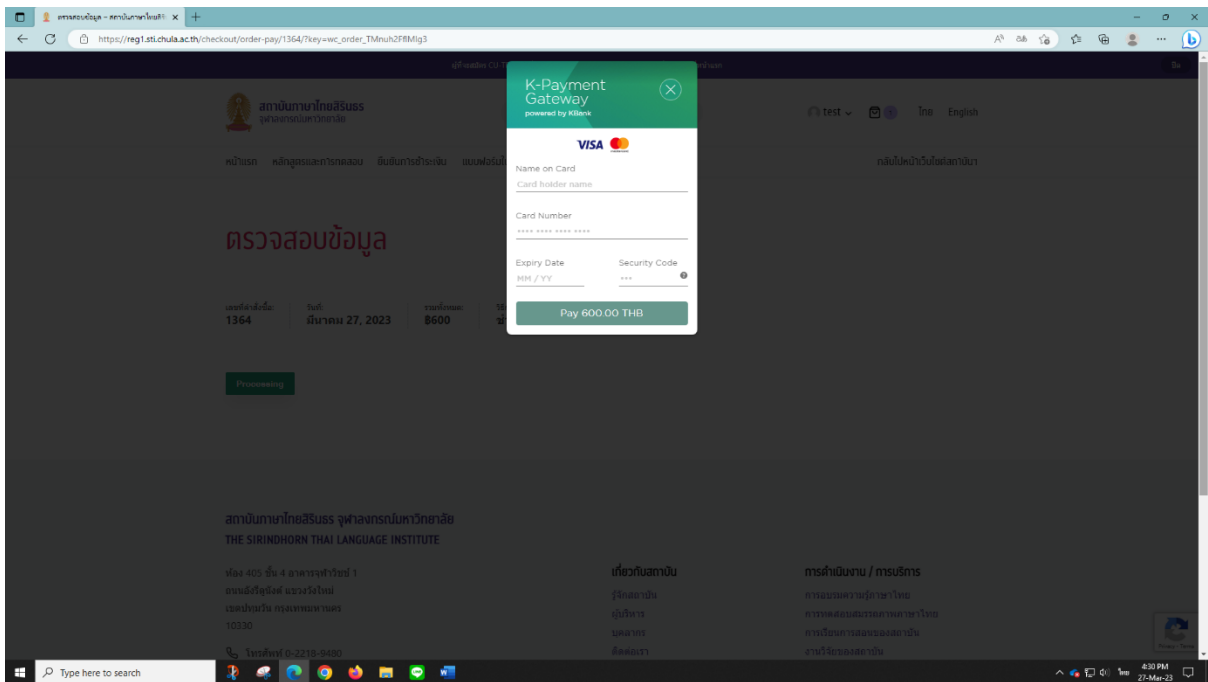 ตรวจสอบข้อมูล – สถาบันภาษาไทยสิริ
https://reg1.sti.chula.ac.th/checkout/order-pay/1364/?key=wc_order_TMnuh2FflMig3
K-Payment
Gateway
powered by KBank
สถาบันภาษาไทยสิรินธร
จุฬาลงกรณ์มหาวิทยาลัย
test
ไทย English
VISA
หน้าแรก หลักสูตรและการทดสอบ ยืนยันการชำระเงิน
กลับไปหน้าเว็บไซต์สถาบันฯ
Name on Card
Card holder name
Card Number
**** **** **** ****
ตรวจสอบข้อมูล
Expiry Date Security Code
MM / YY ***
เลขที่คำสั่งซื้อ: วันที่: รวมทั้งหมด:
1364 มีนาคม 27, 2023 ฿600
Pay 600.00 THB
Processing
สถาบันภาษาไทยสิรินธร จุฬาลงกรณ์มหาวิทยาลัย
THE SIRINDHORN THAI LANGUAGE INSTITUTE
ห้อง 405 ชั้น 4 อาคารจุฬาวิชช์ 1
ถนนอังรีดูนังต์ แขวงวังใหม่
เขตปทุมวัน กรุงเทพมหานคร
10330
โทรศัพท์ 0-2218-9480
เกี่ยวกับสถาบัน
รู้จักสถาบัน
ผู้บริหาร
บุคลากร
ติดต่อเรา
การดำเนินงาน / การบริการ
การอบรมความรู้ภาษาไทย
การทดสอบสมรรถภาพภาษาไทย
การเรียนการสอนของสถาบัน
งานวิจัยของสถาบัน
Privacy - Terms
Type here to search
ไทย
4:30 PM
27-Mar-23